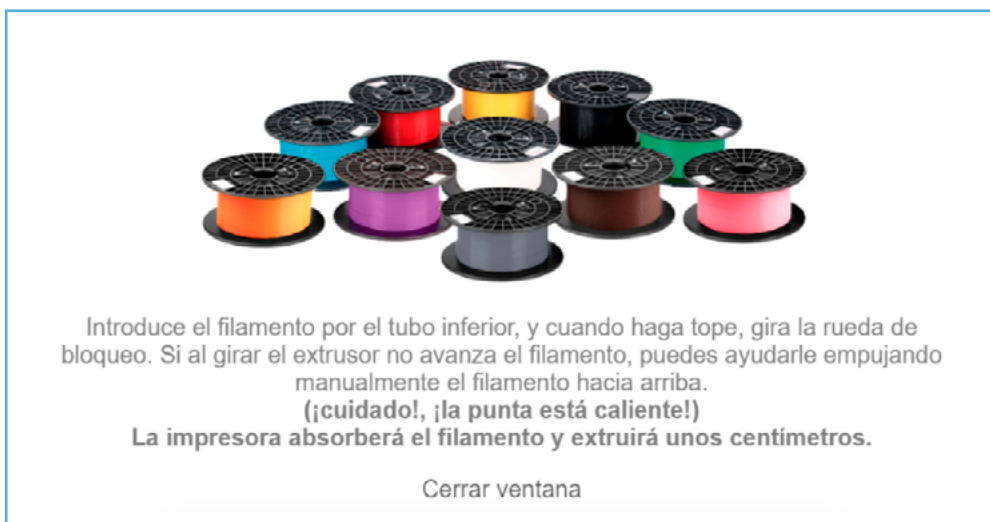 Introduce el filamento por el tubo inferior, y cuando haga tope, gira la rueda de
bloqueo. Si al girar el extrusor no avanza el filamento, puedes ayudarle empujando
manualmente el filamento hacia arriba.
(¡cuidado!, ¡la punta está caliente!)
La impresora absorberá el filamento y extruirá unos centímetros.
Cerrar ventana